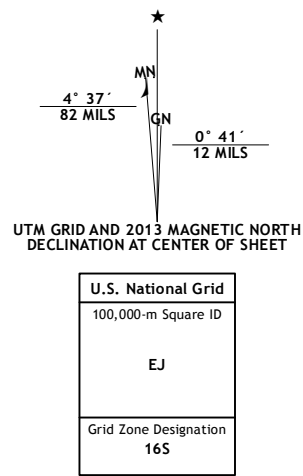 ★
MN
GN
4° 37´
82 MILS
0° 41´
12 MILS
UTM GRID AND 2013 MAGNETIC NORTH
DECLINATION AT CENTER OF SHEET
U.S. National Grid
100,000-m Square ID
EJ
Grid Zone Designation
16S